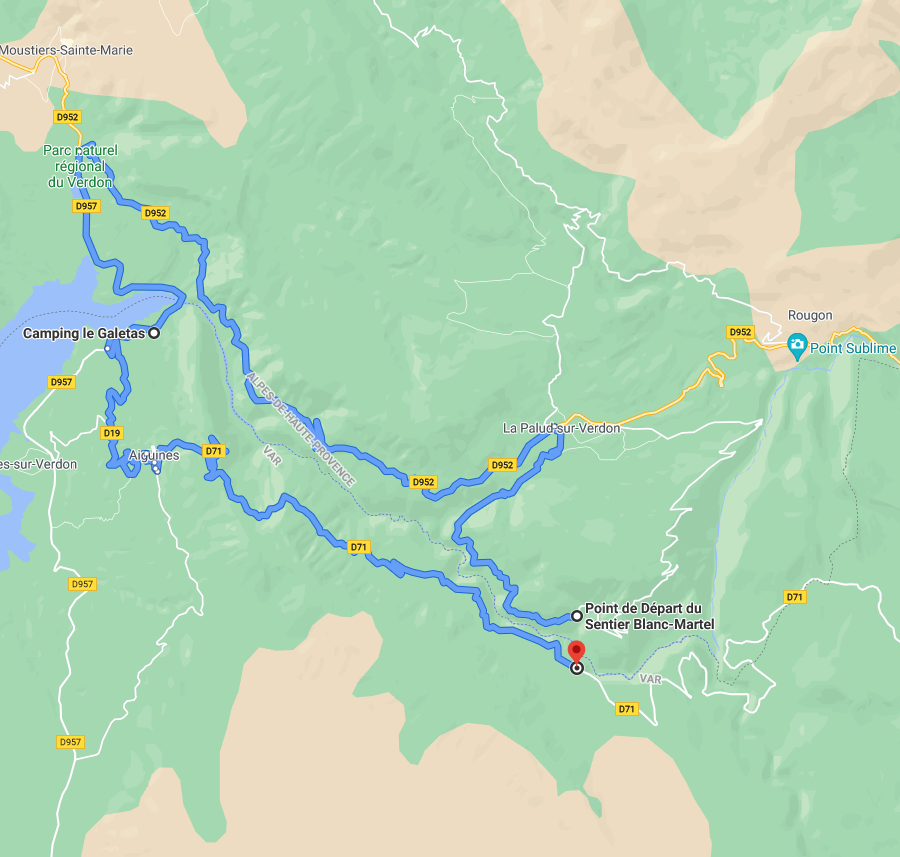 Moustiers-Sainte-Marie
D952
Parc naturel
régional
du Verdon
D957
D952
Rougon
Camping le Galetas
D952
Point Sublime
D957
ALPES-DE-HAUTE-PROVENCE
VAR
La Palud-sur-Verdon
D19
D71
es-sur-Verdon
Aiguines
D952
D952
D71
D957
D71
Point de Départ du
Sentier Blanc-Martel
VAR
D71
D957